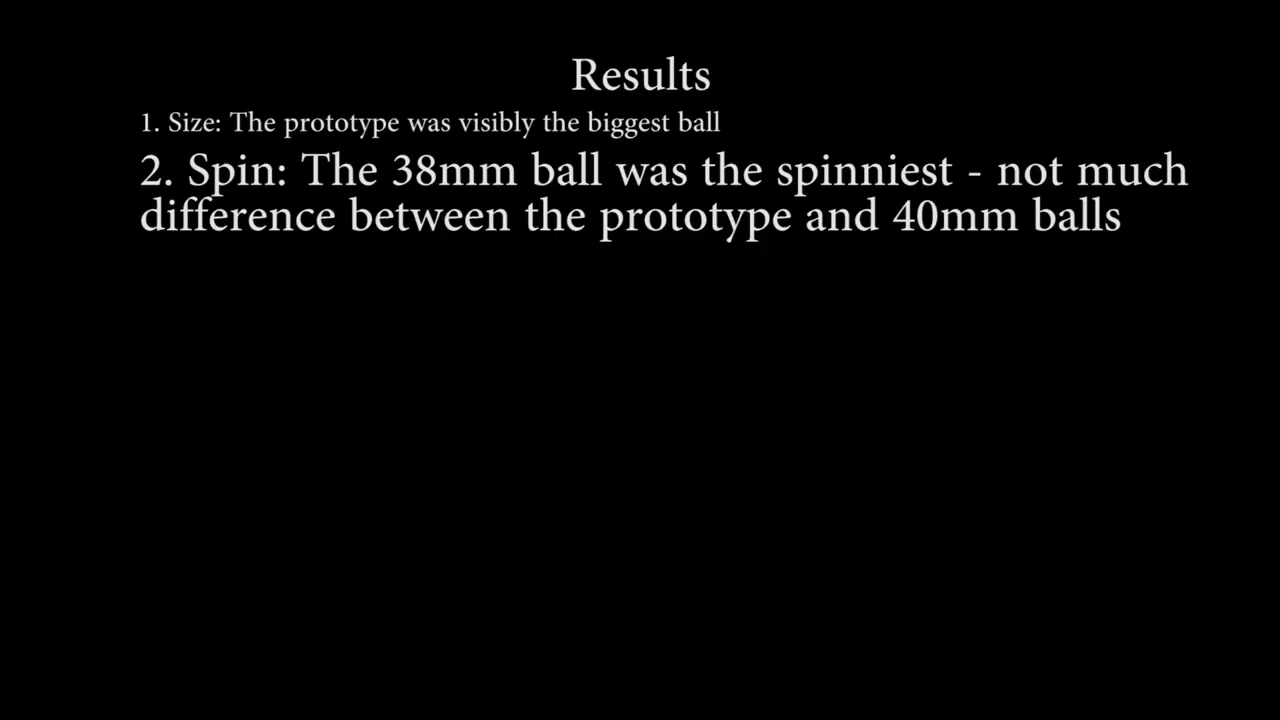 Results
1. Size: The prototype was visibly the biggest ball
2. Spin: The 38mm ball was the spinniest - not much
difference between the prototype and 40mm balls